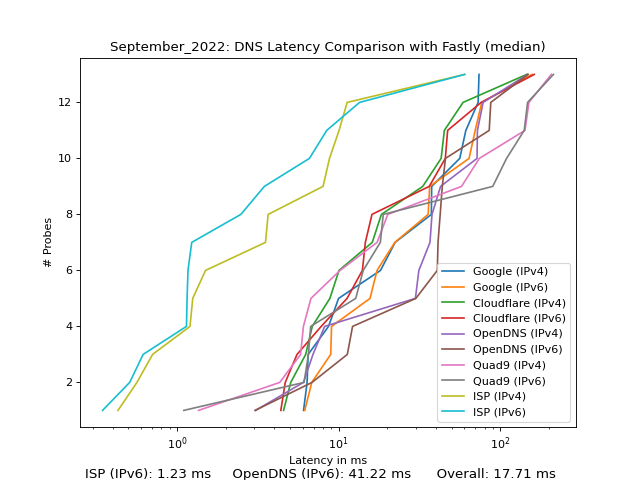 September_2022: DNS Latency Comparison with Fastly (median)
# Probes
12
10
8
6
4
2
Google (IPv4)
Google (IPv6)
Cloudflare (IPv4)
Cloudflare (IPv6)
OpenDNS (IPv4)
OpenDNS (IPv6)
Quad9 (IPv4)
Quad9 (IPv6)
ISP (IPv4)
ISP (IPv6)
10⁰ 10¹ 10²
Latency in ms
ISP (IPv6): 1.23 ms OpenDNS (IPv6): 41.22 ms Overall: 17.71 ms